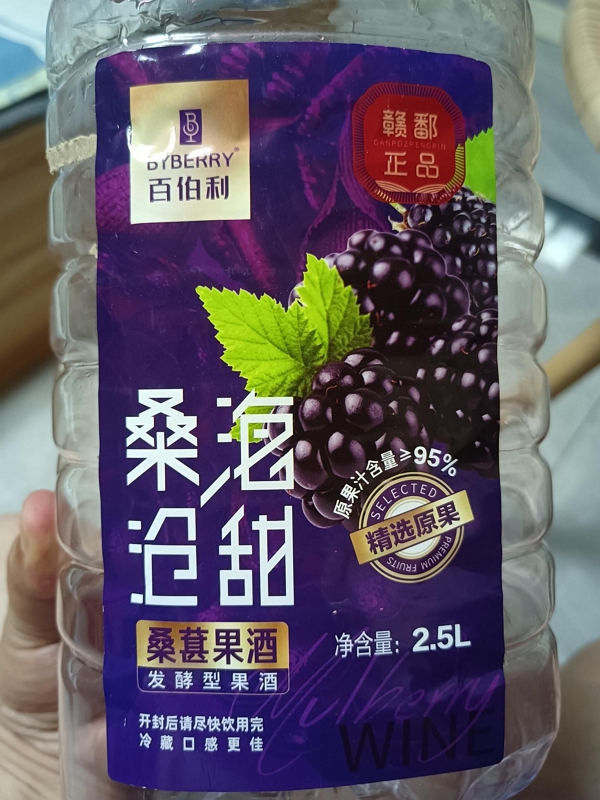 BYBERRY®
百伯利
赣鄱
GANPOZHENGPIN
正品
桑海
沧甜
原果汁含量≥95%
SELECTED
精选原果
PREMIUM FRUITS
桑葚果酒
发酵型果酒
净含量：2.5L
开封后请尽快饮用完
冷藏口感更佳
Mulberry
WINE